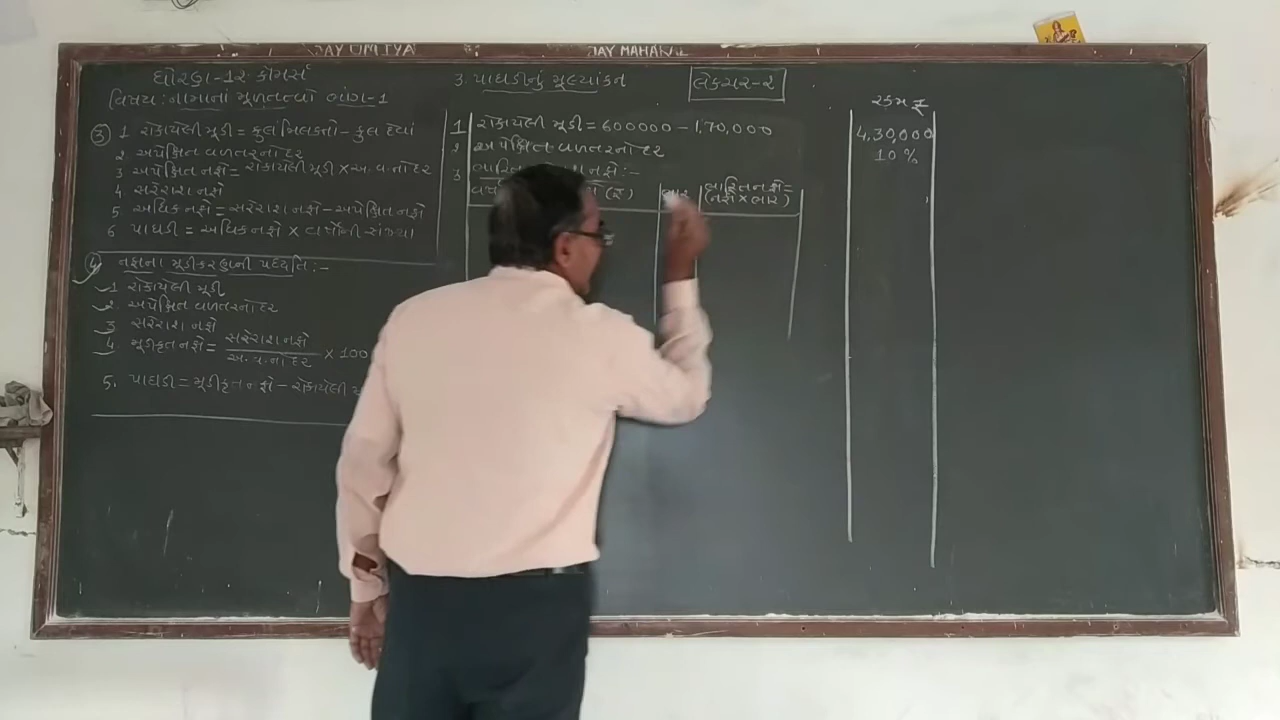 JAY UMIYA
JAY MAHAKAL
ધોરણ-12 કોમર્સ
વિષય: નામાનાં મૂળતત્ત્વો ભાગ-1
3. પાઘડીનું મૂલ્યાંકન
લેક્ચર-2
(3) 1 રોકાયેલી મૂડી = કુલ મિલકતો - કુલ દેવાં
2 અપેક્ષિત વળતરનો દર
3 અપેક્ષિત નફો = રોકાયેલી મૂડી × અ.વ.નો દર
4 સરેરાશ નફો
5 અધિક નફો = સરેરાશ નફો - અપેક્ષિત નફો
6 પાઘડી = અધિક નફો × વર્ષોની સંખ્યા
(4) નફાના મૂડીકરણની પદ્ધતિ:-
1 રોકાયેલી મૂડી
2. અપેક્ષિત વળતરનો દર
3 સરેરાશ નફો
4. મૂડીકૃત નફો = સરેરાશ નફો
અ.વ.નો દર × 100
5. પાઘડી = મૂડીકૃત નફો - રોકાયેલી
1 રોકાયેલી મૂડી = 600000 - 1,70,000
2 અપેક્ષિત વળતરનો દર
3 નફો:-
(₹) ભાર ભારિત નફો =
(નફો × ભાર)
રકમ ₹
4,30,000
10%